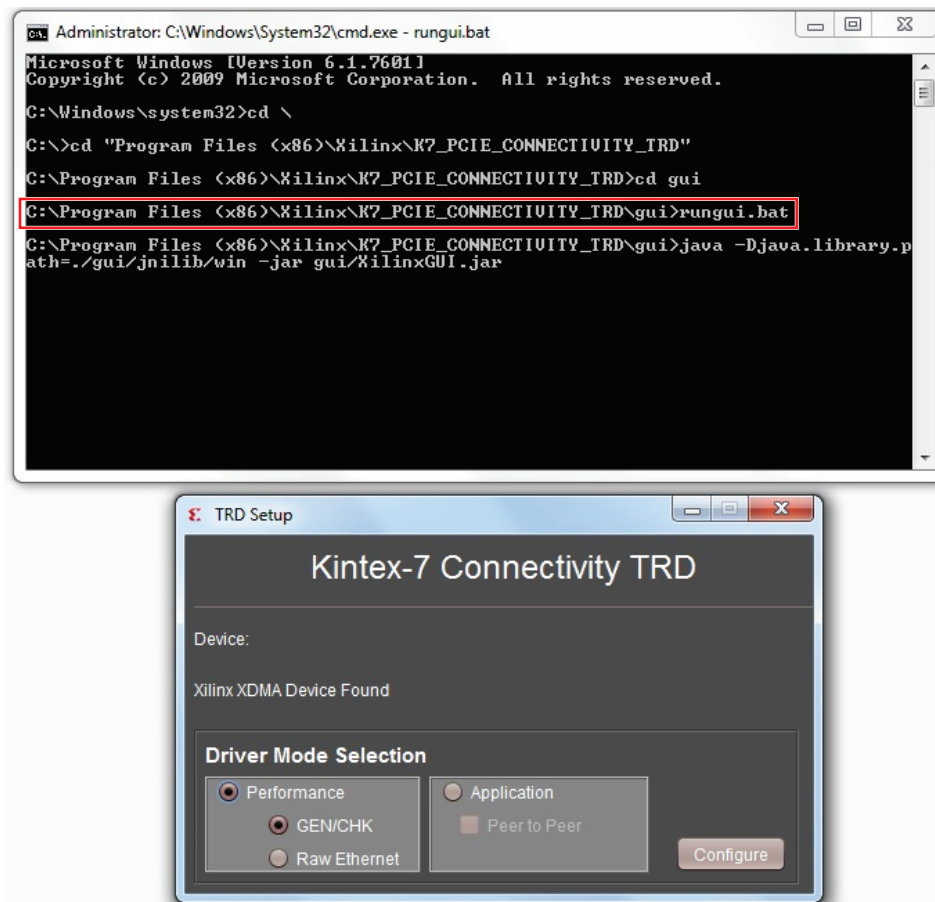 Administrator: C:\Windows\System32\cmd.exe - rungui.bat
Microsoft Windows [Version 6.1.7601]
Copyright (c) 2009 Microsoft Corporation. All rights reserved.
C:\Windows\system32>cd \
C:\>cd "Program Files (x86)\Xilinx\K7_PCIE_CONNECTIVITY_TRD"
C:\Program Files (x86)\Xilinx\K7_PCIE_CONNECTIVITY_TRD>cd gui
C:\Program Files (x86)\Xilinx\K7_PCIE_CONNECTIVITY_TRD\gui>rungui.bat
C:\Program Files (x86)\Xilinx\K7_PCIE_CONNECTIVITY_TRD\gui>java -Djava.library.p
ath=./gui/jnilib/win -jar gui/XilinxGUI.jar
TRD Setup
Kintex-7 Connectivity TRD
Device:
Xilinx XDMA Device Found
Driver Mode Selection
Performance
GEN/CHK
Raw Ethernet
Application
Peer to Peer
Configure